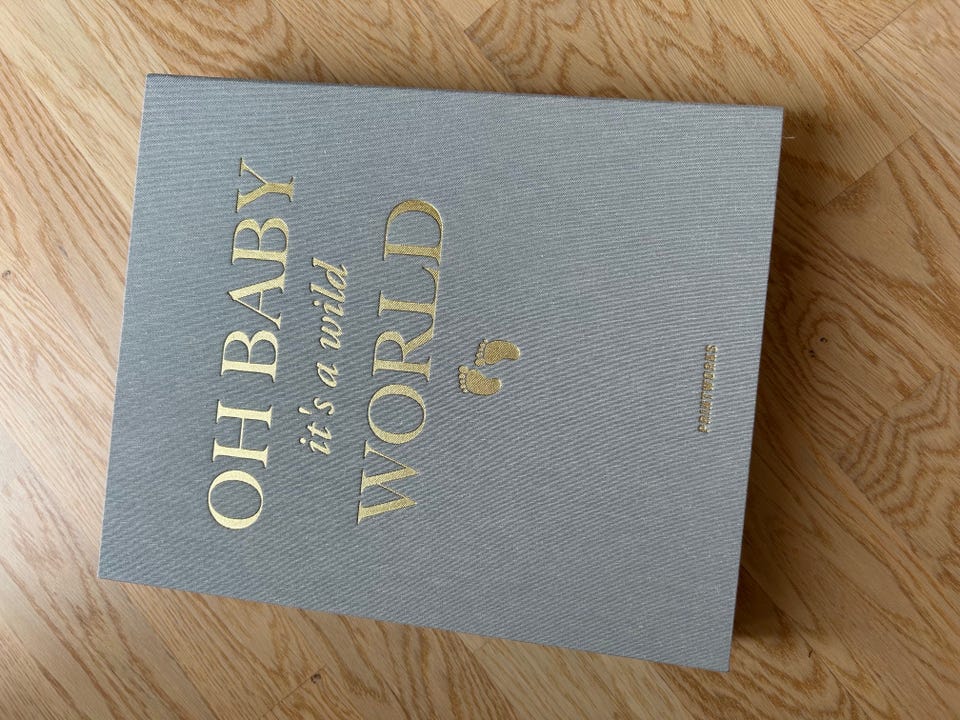 OH BABY
it's a wild
WORLD
PRINTWORKS